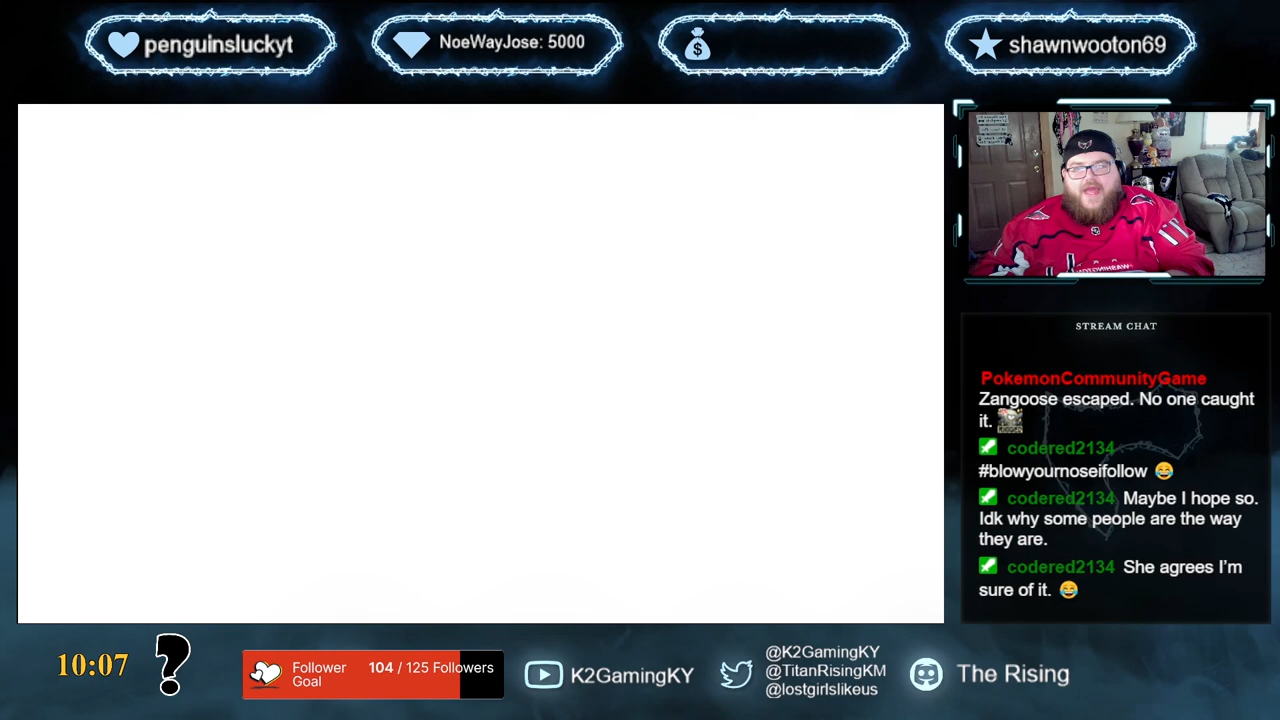 penguinsluckyt
NoeWayJose: 5000
shawnwooton69
STREAM CHAT
PokemonCommunityGame
Zangoose escaped. No one caught
it.
codered2134
#blowyournoseifollow 😂
codered2134 Maybe I hope so.
Idk why some people are the way
they are.
codered2134 She agrees I'm
sure of it. 😂
10:07
?
Follower
Goal
104 / 125 Followers
K2GamingKY
@K2GamingKY
@TitanRisingKM
@lostgirlslikeus
The Rising